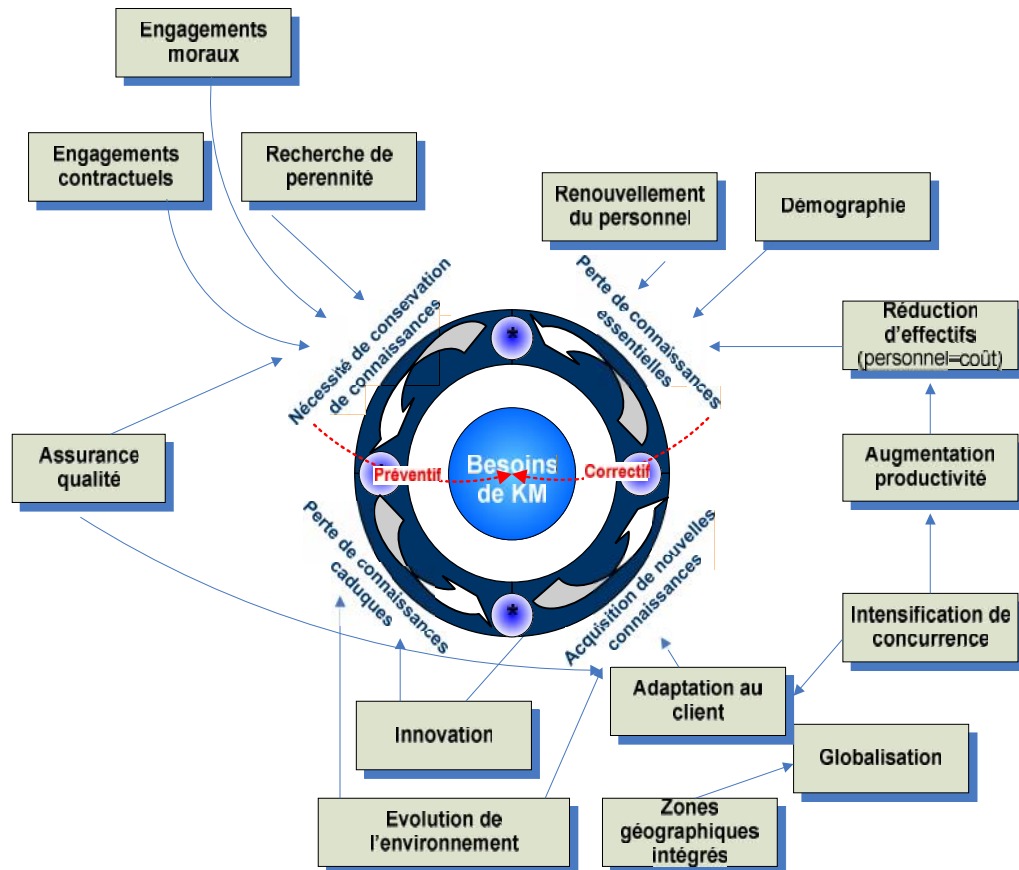 Engagements
moraux
Engagements
contractuels
Recherche de
perennité
Renouvellement
du personnel
Démographie
Nécessité de conservation
de connaissances
Perte de connaissances
essentielles
Réduction
d'effectifs
(personnel=coût)
*
Assurance
qualité
Préventif
Besoins
de KM
Correctif
Augmentation
productivité
Perte de connaissances
caduques
*
Acquisition de nouvelles
connaissances
Intensification de
concurrence
Innovation
Adaptation au
client
Globalisation
Evolution de
l'environnement
Zones
géographiques
intégrés